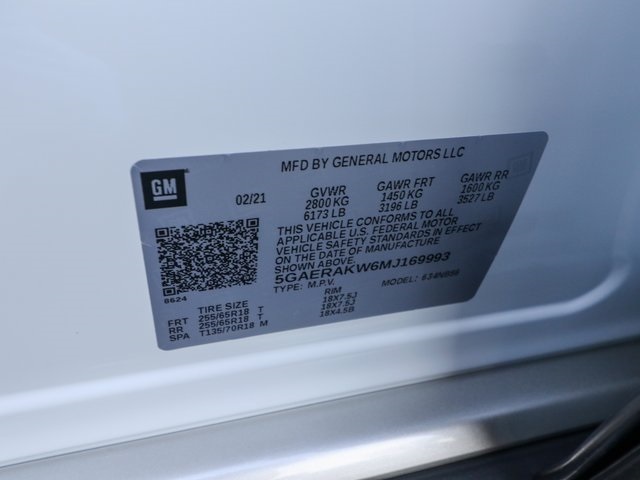 MFD BY GENERAL MOTORS LLC
GM
02/21 GVWR GAWR FRT GAWR RR
2800 KG 1450 KG 1600 KG
6173 LB 3196 LB 3527 LB
THIS VEHICLE CONFORMS TO ALL
APPLICABLE U.S. FEDERAL MOTOR
VEHICLE SAFETY STANDARDS IN EFFECT
ON THE DATE OF MANUFACTURE
SHOWN ABOVE.
5GAERAKW6MJ169993
TYPE: M.P.V. MODEL:
0624
TIRE SIZE RIM
FRT 255/65R18 T 18X7.5J
RR 255/65R18 T 18X7.5J
SPA T135/70R18 M 18X4.5B